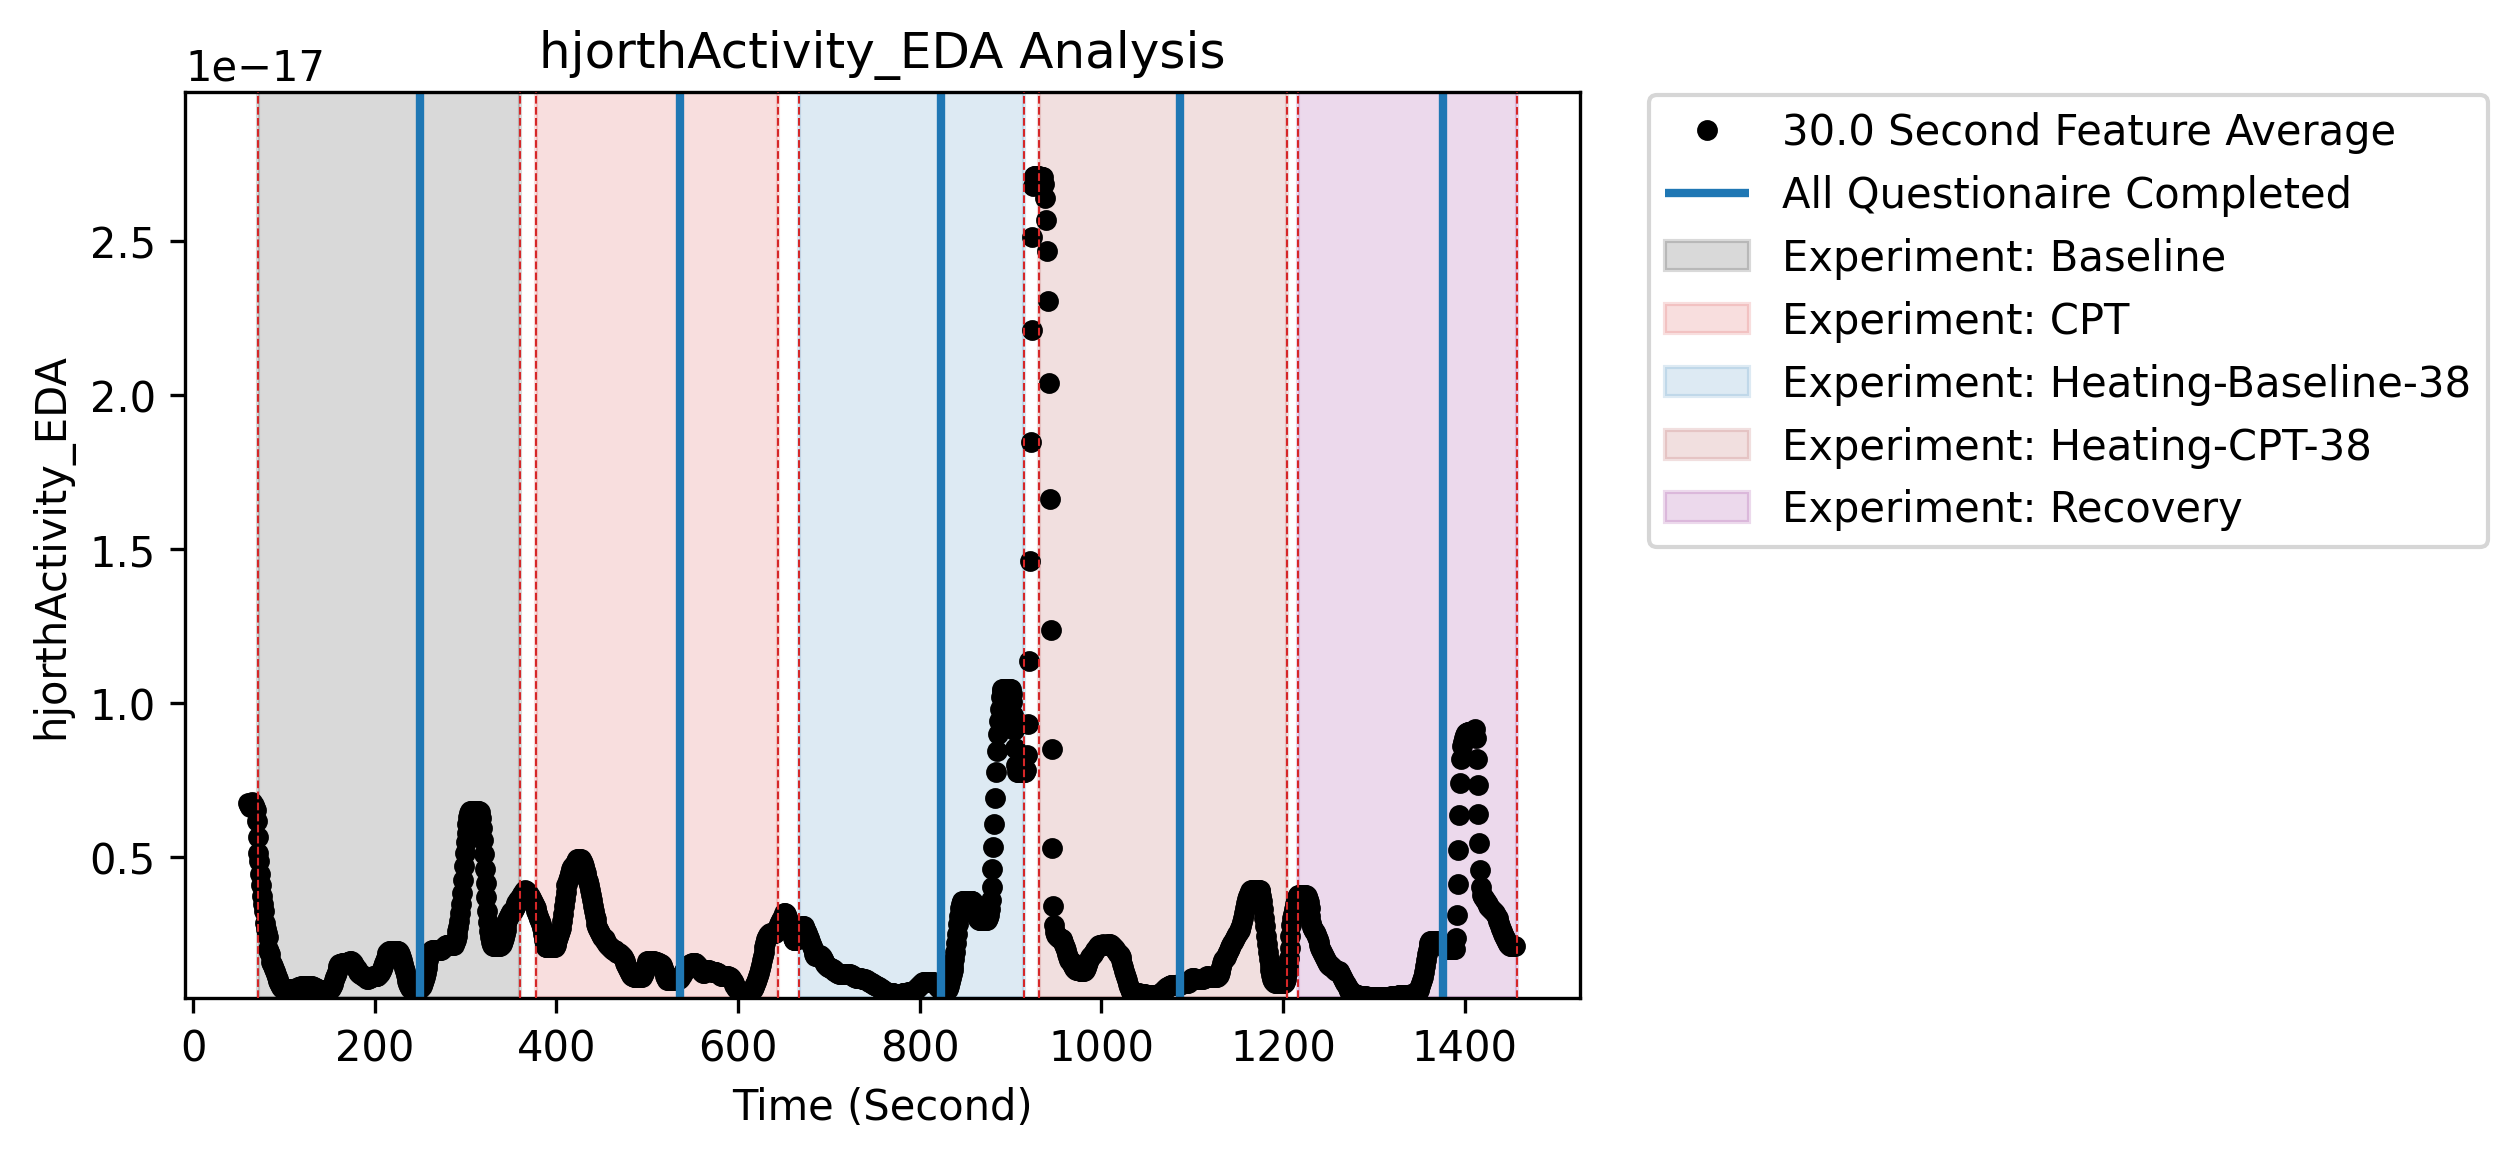 hjorthActivity_EDA Analysis
1e−17
hjorthActivity_EDA
2.5
2.0
1.5
1.0
0.5
0 200 400 600 800 1000 1200 1400
Time (Second)
30.0 Second Feature Average
All Questionaire Completed
Experiment: Baseline
Experiment: CPT
Experiment: Heating-Baseline-38
Experiment: Heating-CPT-38
Experiment: Recovery